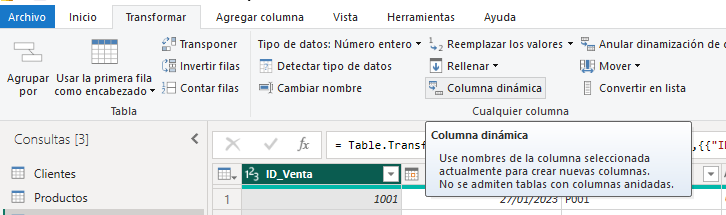 Archivo Inicio Transformar Agregar columna Vista Herramientas Ayuda
Agrupar por
Usar la primera fila como encabezado
Transponer
Invertir filas
Contar filas
Tabla
Tipo de datos: Número entero
Detectar tipo de datos
Cambiar nombre
Reemplazar los valores
Rellenar
Columna dinámica
Anular dinamización de
Mover
Convertir en lista
Cualquier columna
Consultas [3]
Clientes
Productos
fx
= Table.Transf
,{{"I
Columna dinámica
Use nombres de la columna seleccionada
actualmente para crear nuevas columnas.
No se admiten tablas con columnas anidadas.
123 ID_Venta
1 1001 27/01/2023 P001